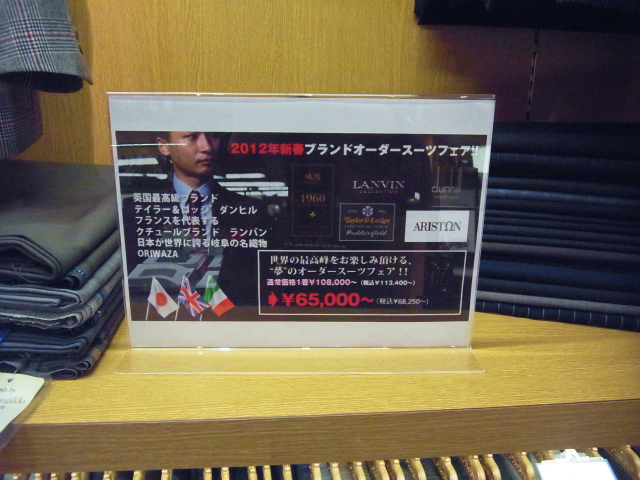 2012年新春ブランドオーダースーツフェア!!
英国最高級ブランド
テイラー&ロッジ　ダンヒル
フランスを代表する
クチュールブランド　ランバン
日本が世界に誇る岐阜の名織物
ORIWAZA
1960
LANVIN
COLLECTION
dunhill
Taylor & Lodge
Huddersfield
ARISTON
世界の最高峰をお楽しみ頂ける、
“夢”のオーダースーツフェア!!
通常価格1着¥108,000～（税込¥113,400～）
¥65,000～（税込¥68,250～）